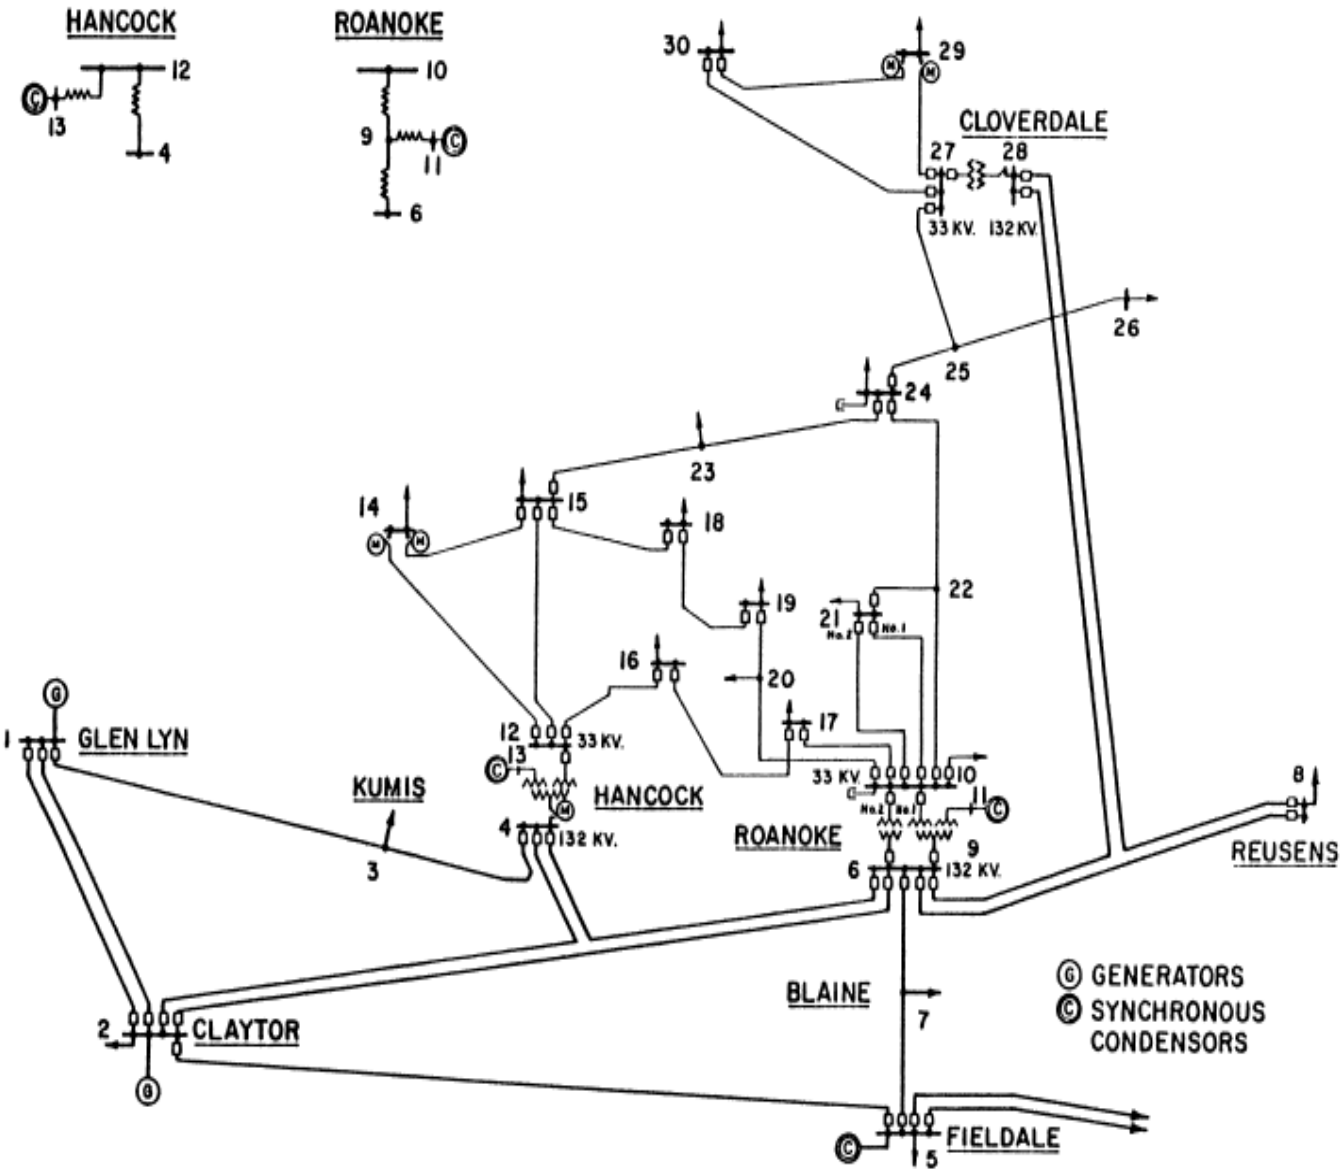 HANCOCK
ROANOKE
12
C
13
4
10
9
C
11
6
30
29
M
M
CLOVERDALE
27
28
33 KV.
132 KV.
26
25
24
23
15
14
M
M
18
19
22
21
No.2
No.1
16
20
17
G
1
GLEN LYN
12
33 KV.
13
C
HANCOCK
KUMIS
3
M
4
132 KV.
33 KV.
10
No.2
No.1
11
C
ROANOKE
9
6
132 KV.
8
REUSENS
BLAINE
7
G GENERATORS
C SYNCHRONOUS
CONDENSORS
2
CLAYTOR
G
C
FIELDALE
5